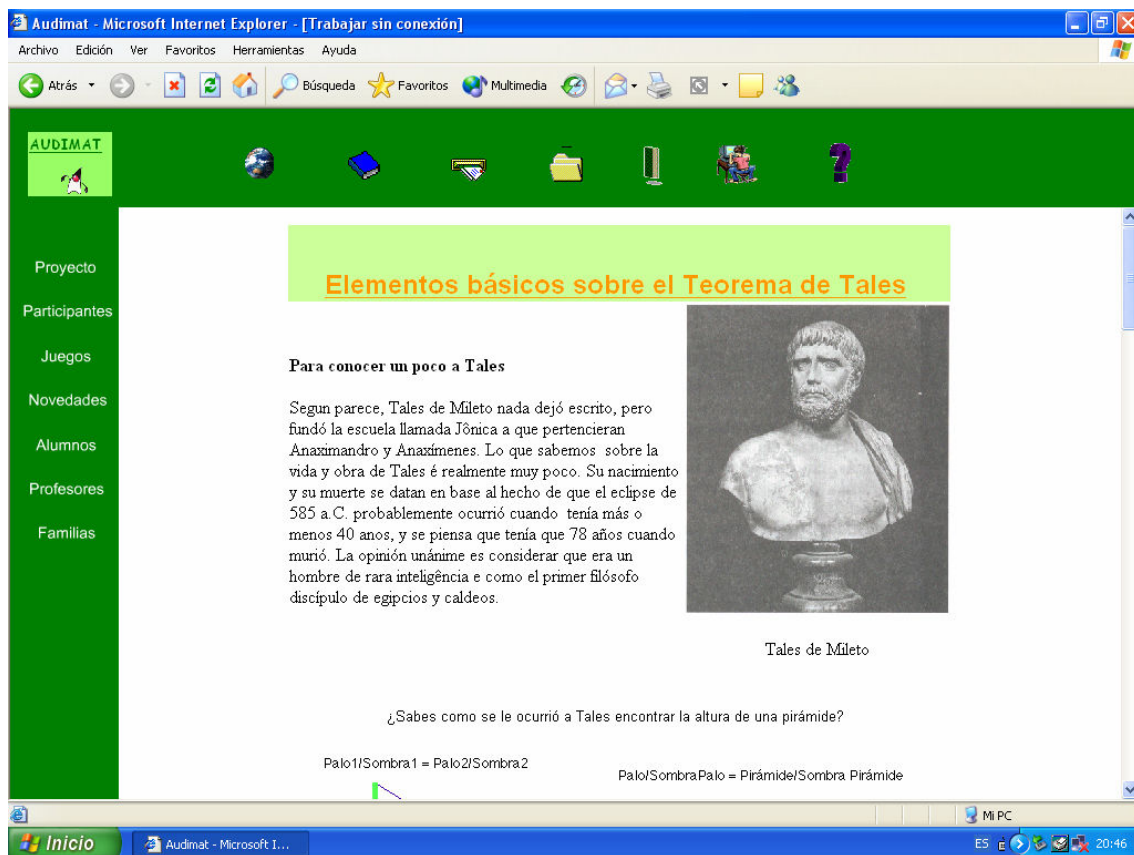 Audimat - Microsoft Internet Explorer - [Trabajar sin conexión]
Archivo Edición Ver Favoritos Herramientas Ayuda
Atrás Búsqueda Favoritos Multimedia
AUDIMAT
Proyecto
Participantes
Juegos
Novedades
Alumnos
Profesores
Familias
Elementos básicos sobre el Teorema de Tales
Para conocer un poco a Tales
Segun parece, Tales de Mileto nada dejó escrito, pero
fundó la escuela llamada Jônica a que pertencieran
Anaximandro y Anaxímenes. Lo que sabemos sobre la
vida y obra de Tales é realmente muy poco. Su nacimiento
y su muerte se datan en base al hecho de que el eclipse de
585 a.C. probablemente ocurrió cuando tenía más o
menos 40 anos, y se piensa que tenía que 78 años cuando
murió. La opinión unánime es considerar que era un
hombre de rara inteligência e como el primer filósofo
discípulo de egipcios y caldeos.
Tales de Mileto
¿Sabes como se le ocurrió a Tales encontrar la altura de una pirámide?
Palo1/Sombra1 = Palo2/Sombra2
Palo/SombraPalo = Pirámide/Sombra Pirámide
Mi PC
Inicio
Audimat - Microsoft I...
ES
20:46